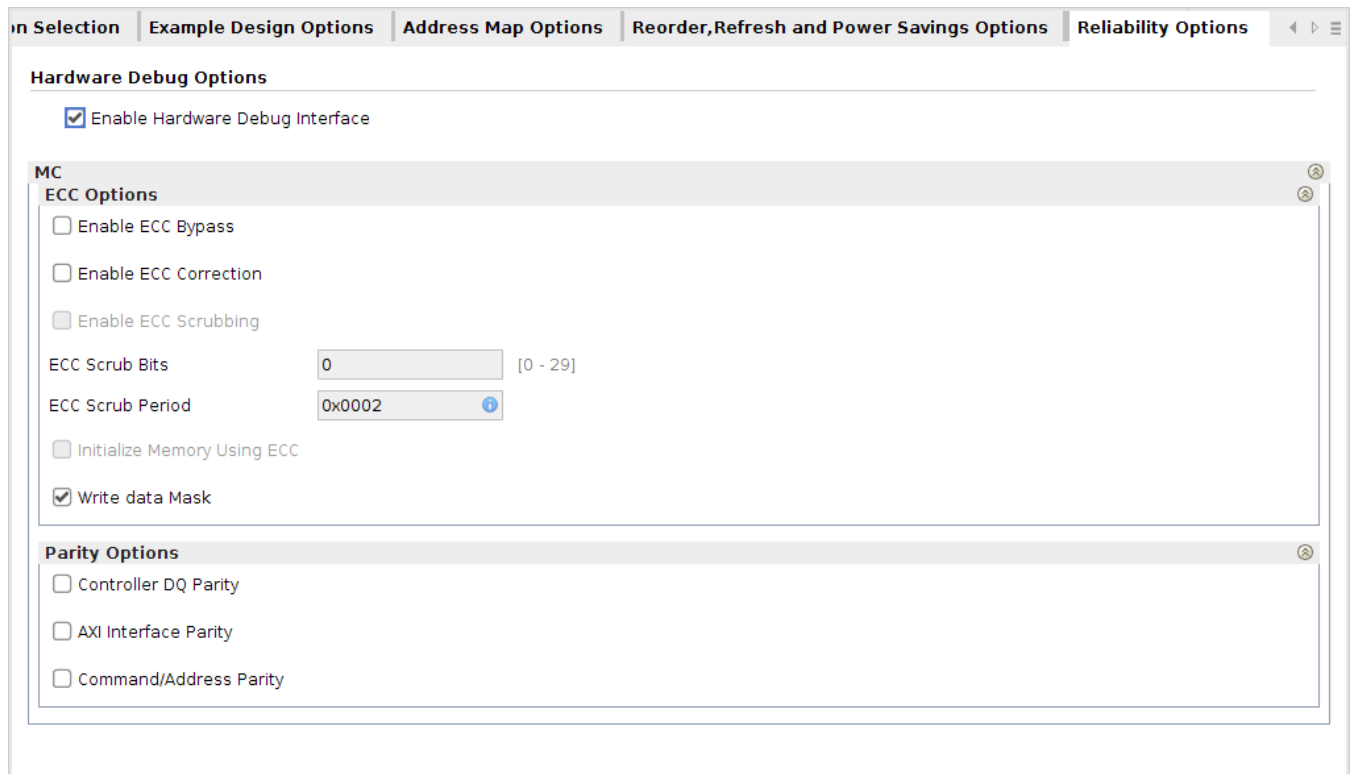 on Selection Example Design Options Address Map Options Reorder,Refresh and Power Savings Options Reliability Options
Hardware Debug Options
Enable Hardware Debug Interface
MC
ECC Options
Enable ECC Bypass
Enable ECC Correction
Enable ECC Scrubbing
ECC Scrub Bits 0 [0 - 29]
ECC Scrub Period 0x0002
Initialize Memory Using ECC
Write data Mask
Parity Options
Controller DQ Parity
AXI Interface Parity
Command/Address Parity